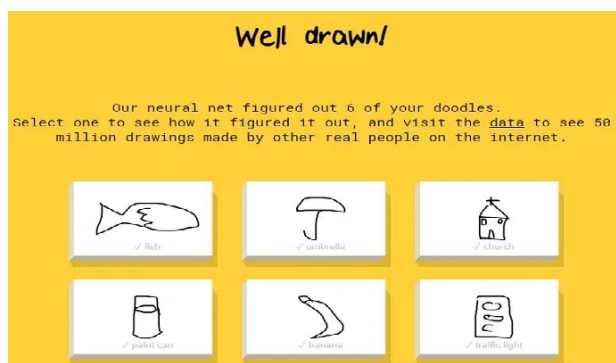 Well drawn!
Our neural net figured out 6 of your doodles.
Select one to see how it figured it out, and visit the data to see 50
million drawings made by other real people on the internet.
✓ fish
✓ umbrella
✓ church
✓ paint can
✓ banana
✓ traffic light